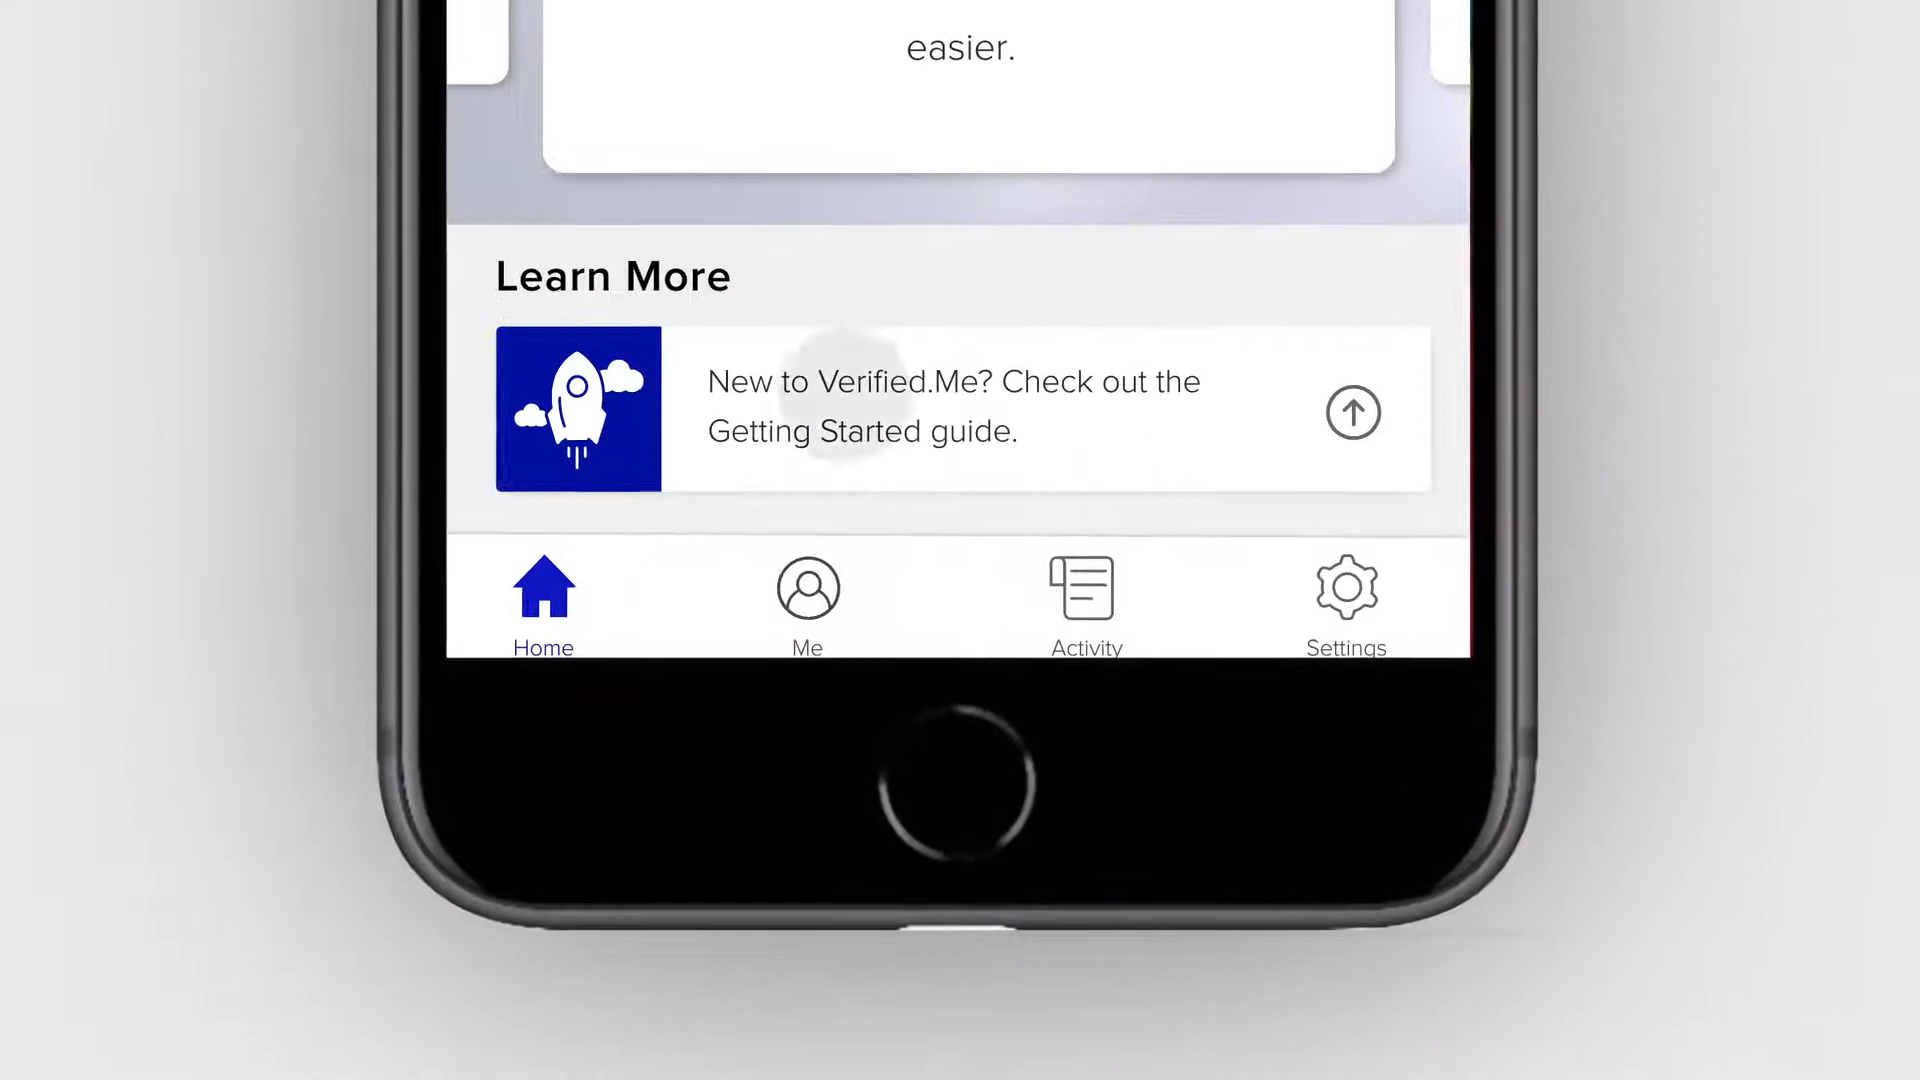 easier.
Learn More
New to Verified.Me? Check out the
Getting Started guide.
Home
Me
Activity
Settings